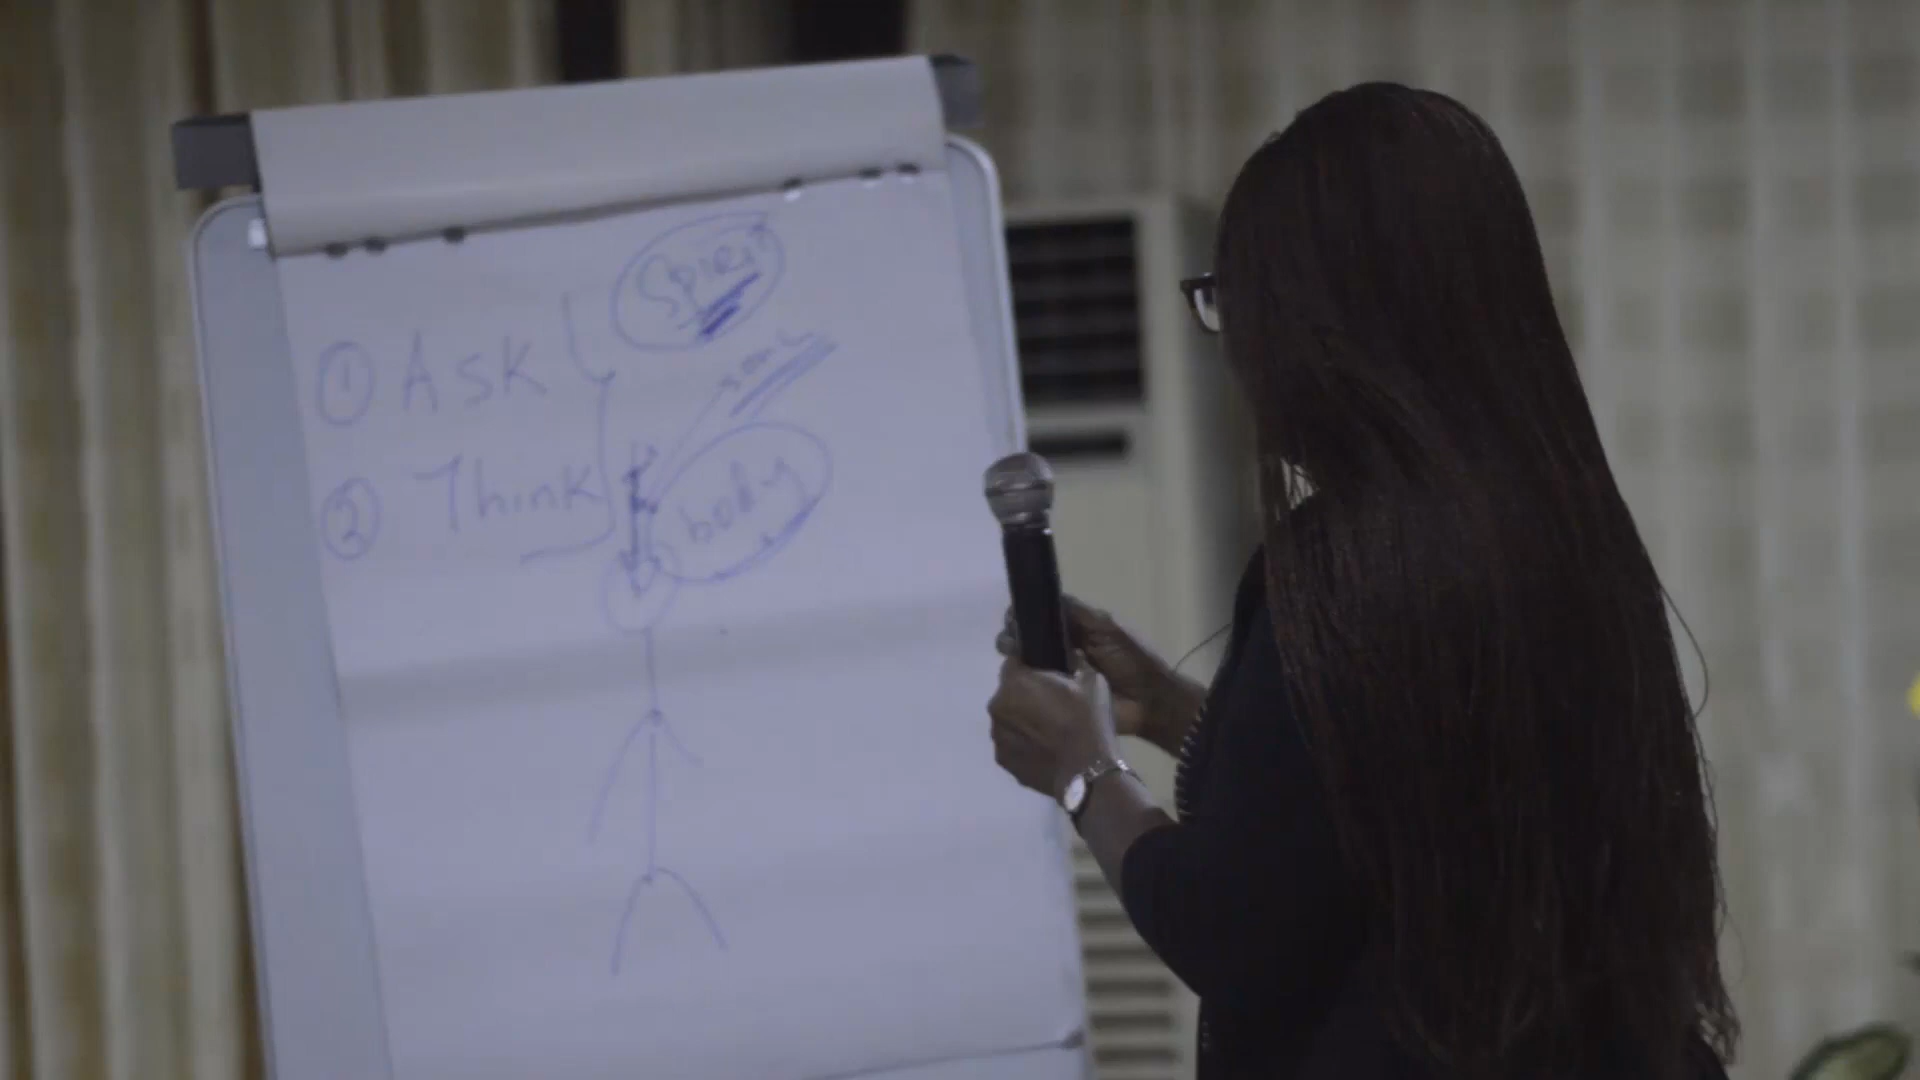 Spirit
① Ask
soul
② Think
body